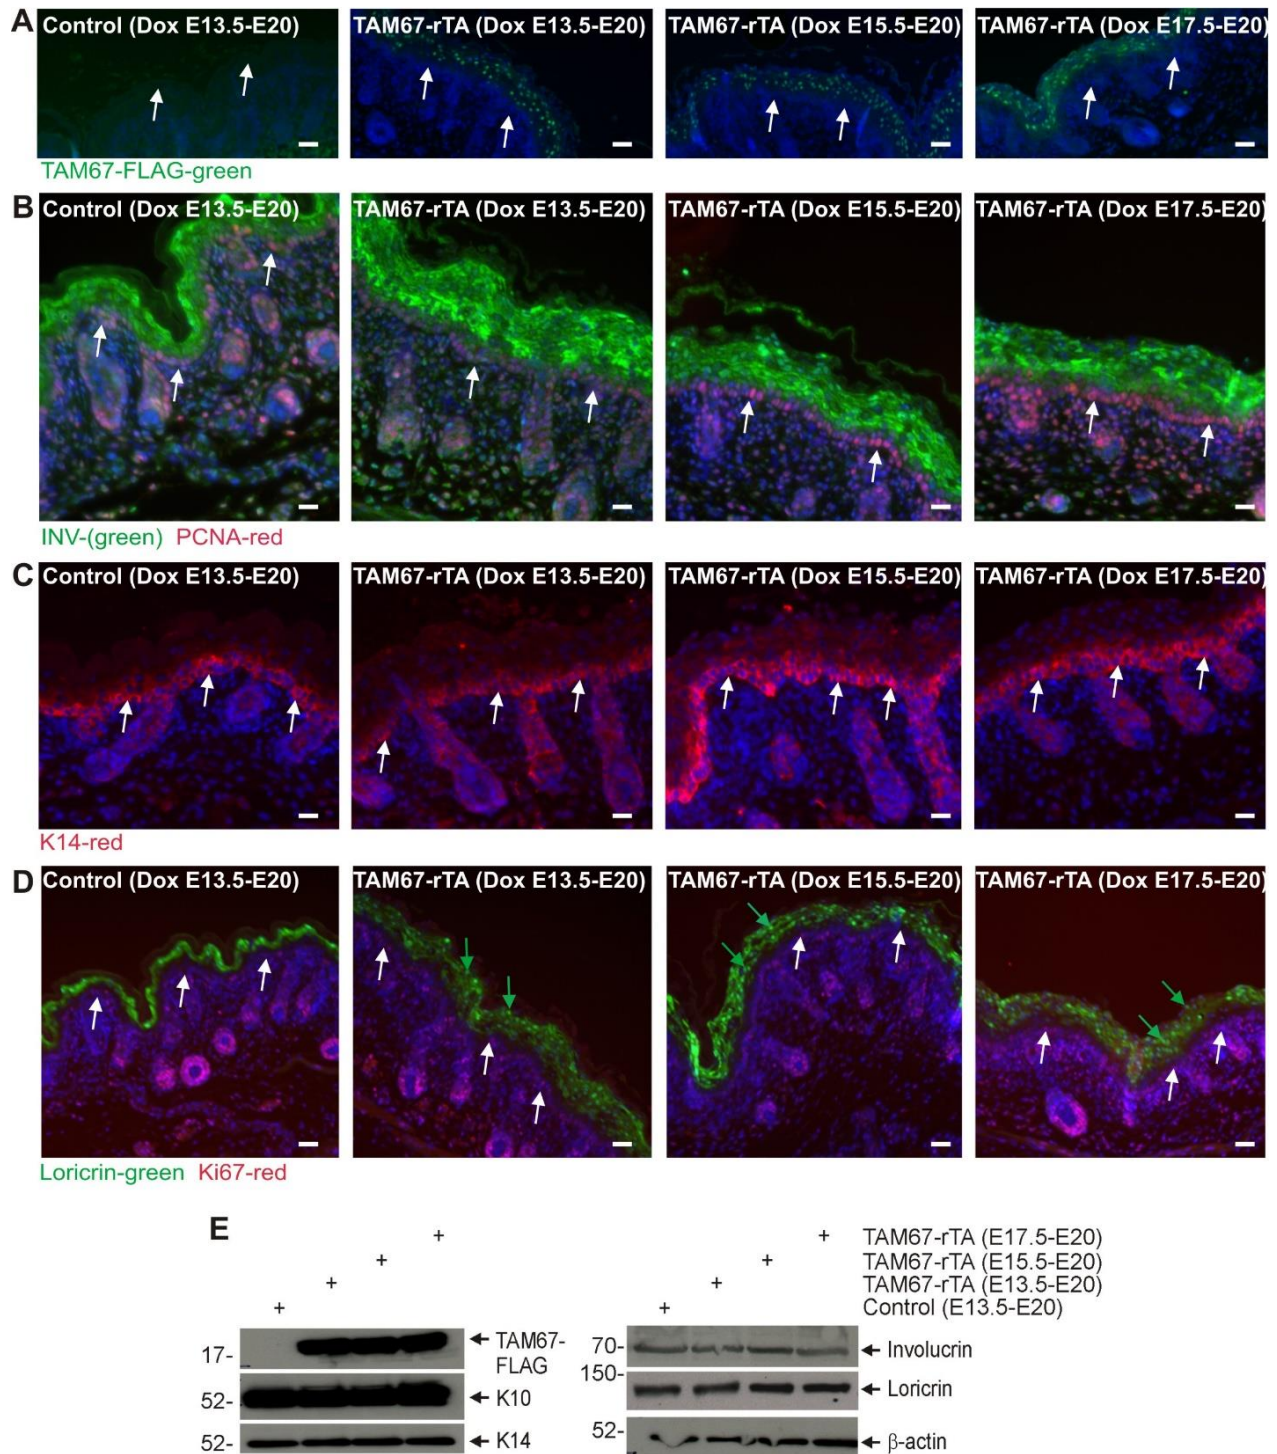 A
Control (Dox E13.5-E20)
TAM67-rTA (Dox E13.5-E20)
TAM67-rTA (Dox E15.5-E20)
TAM67-rTA (Dox E17.5-E20)
TAM67-FLAG-green
B
Control (Dox E13.5-E20)
TAM67-rTA (Dox E13.5-E20)
TAM67-rTA (Dox E15.5-E20)
TAM67-rTA (Dox E17.5-E20)
INV-(green) PCNA-red
C
Control (Dox E13.5-E20)
TAM67-rTA (Dox E13.5-E20)
TAM67-rTA (Dox E15.5-E20)
TAM67-rTA (Dox E17.5-E20)
K14-red
D
Control (Dox E13.5-E20)
TAM67-rTA (Dox E13.5-E20)
TAM67-rTA (Dox E15.5-E20)
TAM67-rTA (Dox E17.5-E20)
Loricrin-green Ki67-red
E
+ + TAM67-rTA (E17.5-E20)
+ + TAM67-rTA (E15.5-E20)
+ + TAM67-rTA (E13.5-E20)
+ + Control (E13.5-E20)
17-
TAM67-
FLAG
52-
K10
52-
K14
70-
Involucrin
150-
Loricrin
52-
β-actin